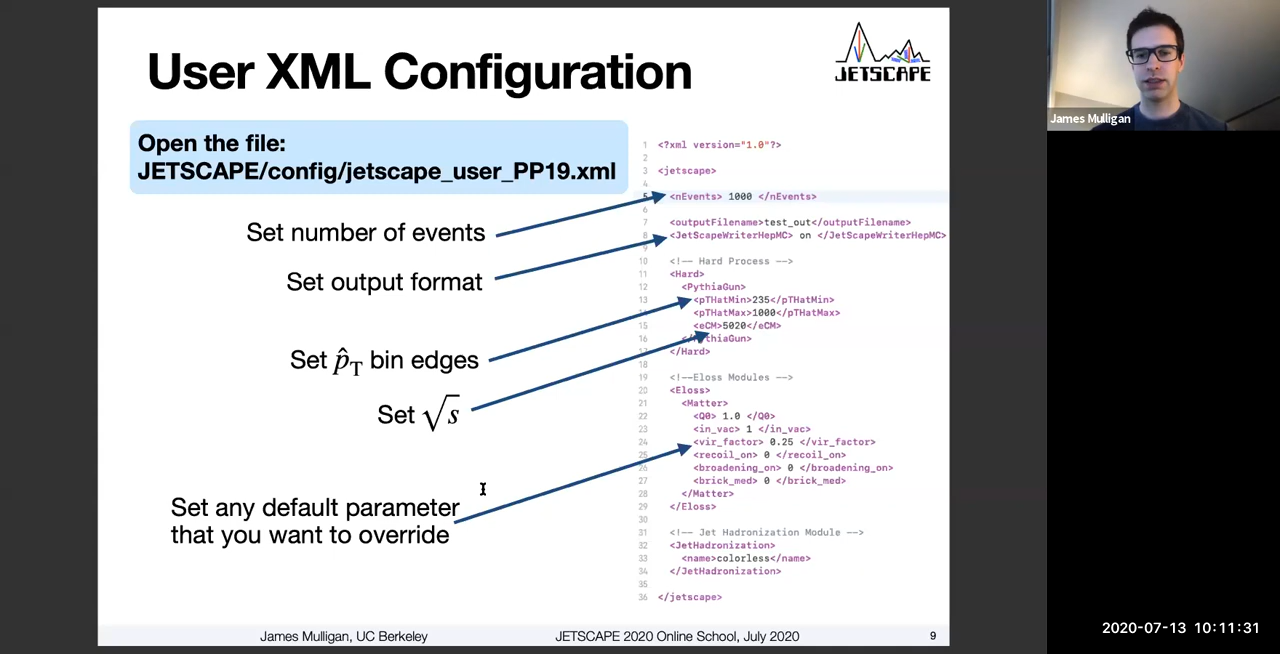 User XML Configuration
JETSCAPE
Open the file:
JETSCAPE/config/jetscape_user_PP19.xml
Set number of events
Set output format
Set p̂T bin edges
Set √s
Set any default parameter
that you want to override
1 <?xml version="1.0"?>
2
3 <jetscape>
4
5 <nEvents> 1000 </nEvents>
6
7 <outputFilename>test_out</outputFilename>
8 <JetScapeWriterHepMC> on </JetScapeWriterHepMC>
9
10 <!-- Hard Process -->
11 <Hard>
12 <PythiaGun>
13 <pTHatMin>235</pTHatMin>
14 <pTHatMax>1000</pTHatMax>
15 <eCM>5020</eCM>
16 </PythiaGun>
17 </Hard>
18
19 <!--Eloss Modules -->
20 <Eloss>
21 <Matter>
22 <Q0> 1.0 </Q0>
23 <in_vac> 1 </in_vac>
24 <vir_factor> 0.25 </vir_factor>
25 <recoil_on> 0 </recoil_on>
26 <broadening_on> 0 </broadening_on>
27 <brick_med> 0 </brick_med>
28 </Matter>
29 </Eloss>
30
31 <!-- Jet Hadronization Module -->
32 <JetHadronization>
33 <name>colorless</name>
34 </JetHadronization>
35
36 </jetscape>
James Mulligan, UC Berkeley
JETSCAPE 2020 Online School, July 2020
9
James Mulligan
2020-07-13 10:11:31